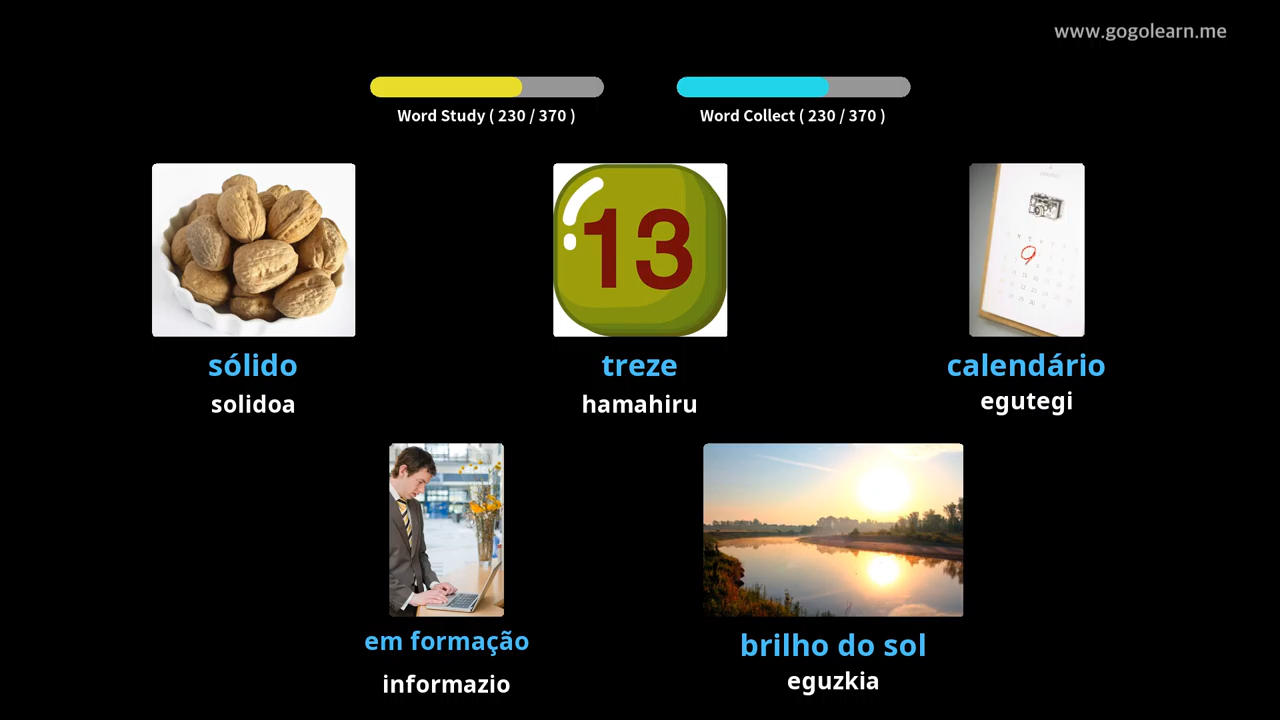 www.gogolearn.me
Word Study ( 230 / 370 )
Word Collect ( 230 / 370 )
13
sólido
treze
calendário
solidoa
hamahiru
egutegi
em formação
brilho do sol
informazio
eguzkia